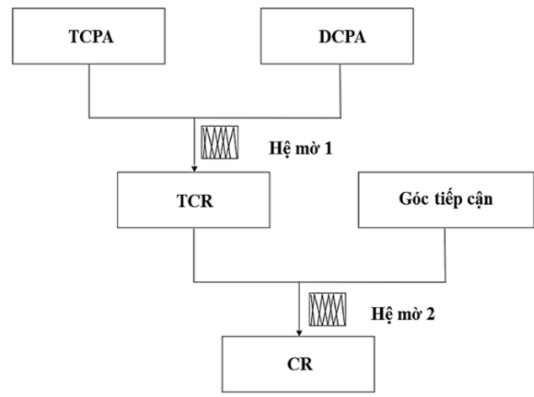 TCPA
DCPA
Hệ mờ 1
TCR
Góc tiếp cận
Hệ mờ 2
CR